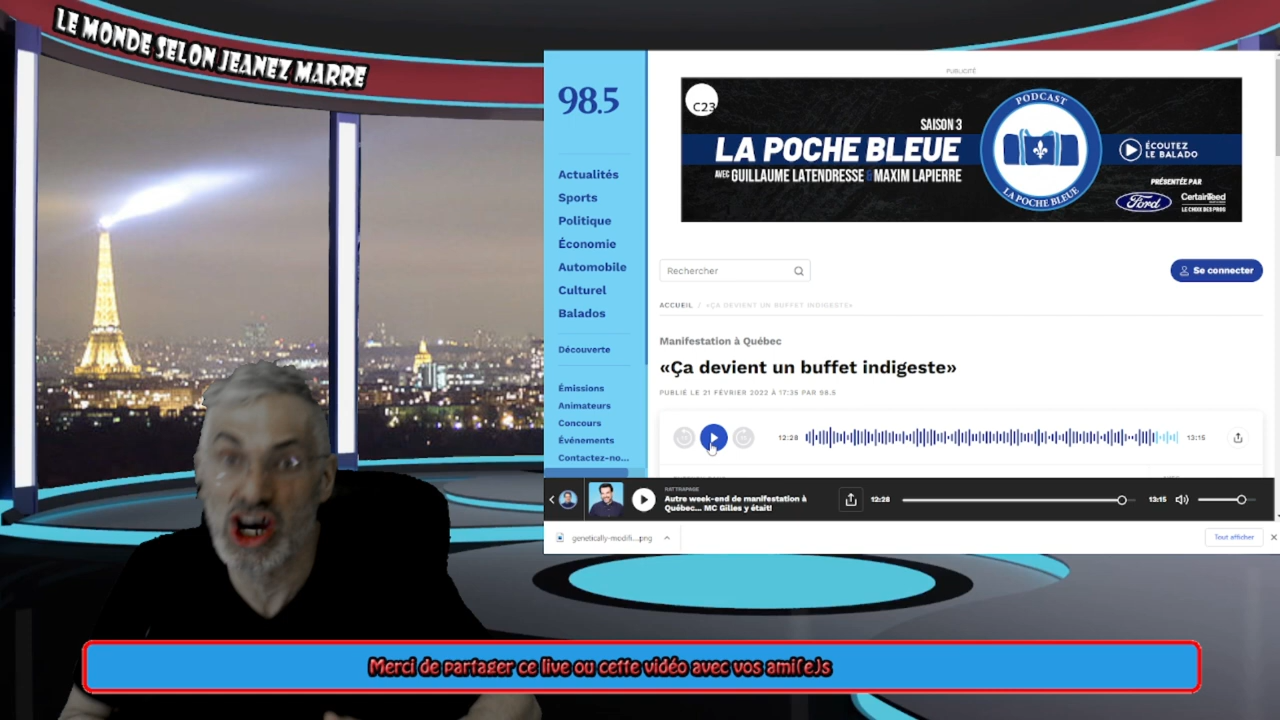 LE MONDE SELON JEANEZ MARRE
98.5
Actualités
Sports
Politique
Économie
Automobile
Culturel
Balados
Découverte
Émissions
Animateurs
Concours
Événements
Contactez-no...
PUBLICITÉ
C23
SAISON 3
LA POCHE BLEUE
AVEC GUILLAUME LATENDRESSE & MAXIM LAPIERRE
PODCAST
LA POCHE BLEUE
ÉCOUTEZ
LE BALADO
PRÉSENTÉE PAR
Ford
CertainTeed
LE CHOIX DES PROS
Rechercher
Se connecter
ACCUEIL / «ÇA DEVIENT UN BUFFET INDIGESTE»
Manifestation à Québec
«Ça devient un buffet indigeste»
PUBLIÉ LE 21 FÉVRIER 2022 À 17:35 PAR 98.5
12:28
13:15
RATTRAPAGE
Autre week-end de manifestation à
Québec... MC Gilles y était!
12:28
13:15
genetically-modifi....png
Tout afficher
Merci de partager ce live ou cette vidéo avec vos ami(e)s